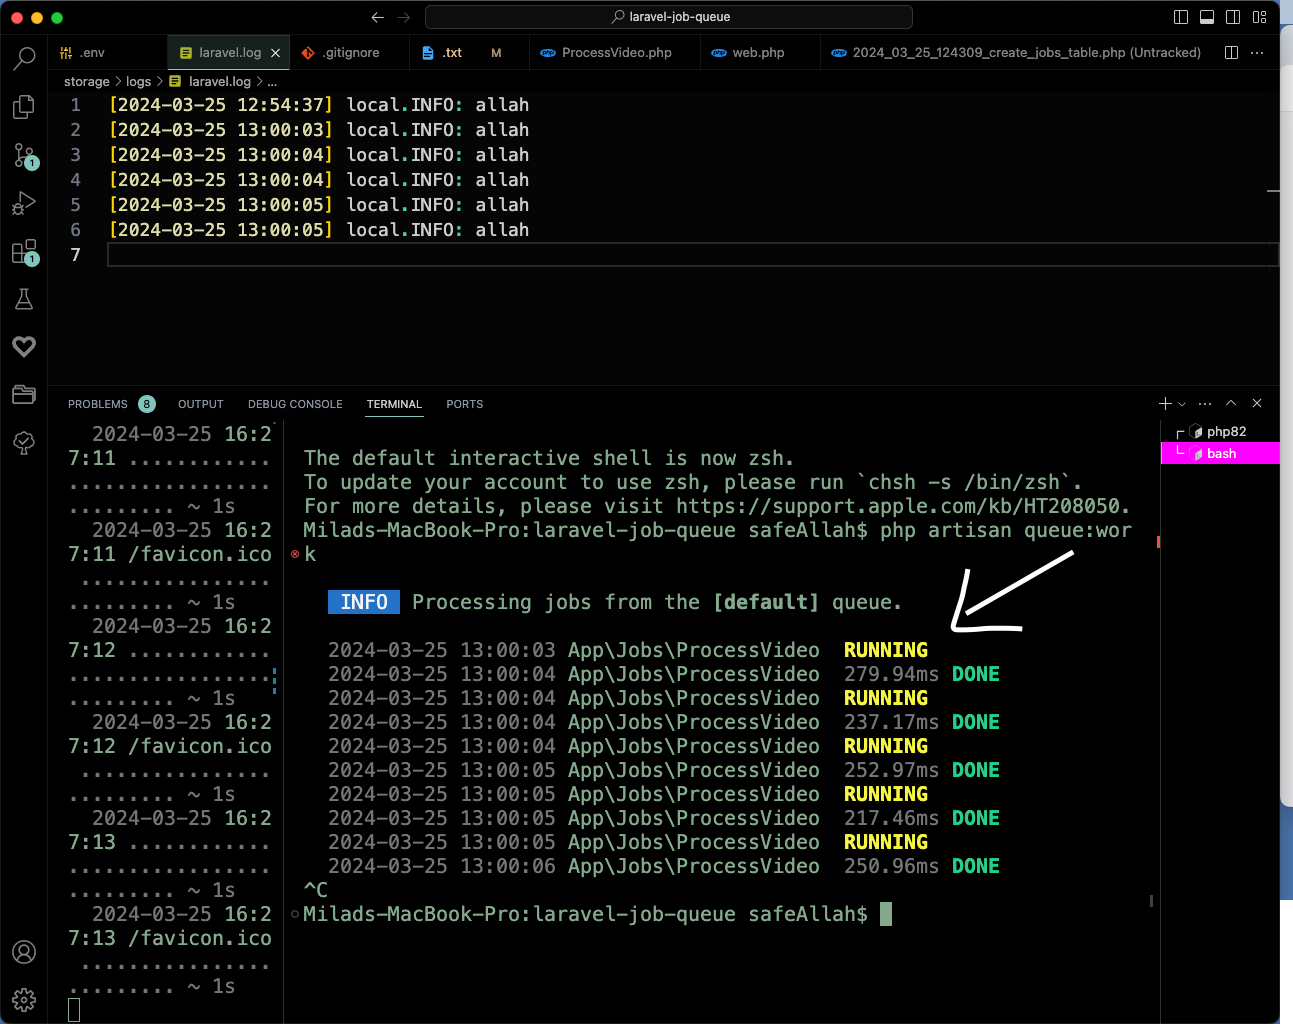 laravel-job-queue
.env
laravel.log
.gitignore
.txt M
ProcessVideo.php
web.php
2024_03_25_124309_create_jobs_table.php (Untracked)
storage > logs > laravel.log > ...
1 [2024-03-25 12:54:37] local.INFO: allah
2 [2024-03-25 13:00:03] local.INFO: allah
3 [2024-03-25 13:00:04] local.INFO: allah
4 [2024-03-25 13:00:04] local.INFO: allah
5 [2024-03-25 13:00:05] local.INFO: allah
6 [2024-03-25 13:00:05] local.INFO: allah
7
1
1
PROBLEMS 8 OUTPUT DEBUG CONSOLE TERMINAL PORTS
2024-03-25 16:2
7:11 ............
.................
......... ~ 1s
2024-03-25 16:2
7:11 /favicon.ico
................
......... ~ 1s
2024-03-25 16:2
7:12 ............
.................
......... ~ 1s
2024-03-25 16:2
7:12 /favicon.ico
................
......... ~ 1s
2024-03-25 16:2
7:13 ............
.................
......... ~ 1s
2024-03-25 16:2
7:13 /favicon.ico
................
......... ~ 1s
The default interactive shell is now zsh.
To update your account to use zsh, please run `chsh -s /bin/zsh`.
For more details, please visit https://support.apple.com/kb/HT208050.
Milads-MacBook-Pro:laravel-job-queue safeAllah$ php artisan queue:wor
k
INFO Processing jobs from the [default] queue.
2024-03-25 13:00:03 App\Jobs\ProcessVideo RUNNING
2024-03-25 13:00:04 App\Jobs\ProcessVideo 279.94ms DONE
2024-03-25 13:00:04 App\Jobs\ProcessVideo RUNNING
2024-03-25 13:00:04 App\Jobs\ProcessVideo 237.17ms DONE
2024-03-25 13:00:04 App\Jobs\ProcessVideo RUNNING
2024-03-25 13:00:05 App\Jobs\ProcessVideo 252.97ms DONE
2024-03-25 13:00:05 App\Jobs\ProcessVideo RUNNING
2024-03-25 13:00:05 App\Jobs\ProcessVideo 217.46ms DONE
2024-03-25 13:00:05 App\Jobs\ProcessVideo RUNNING
2024-03-25 13:00:06 App\Jobs\ProcessVideo 250.96ms DONE
^C
Milads-MacBook-Pro:laravel-job-queue safeAllah$
php82
bash